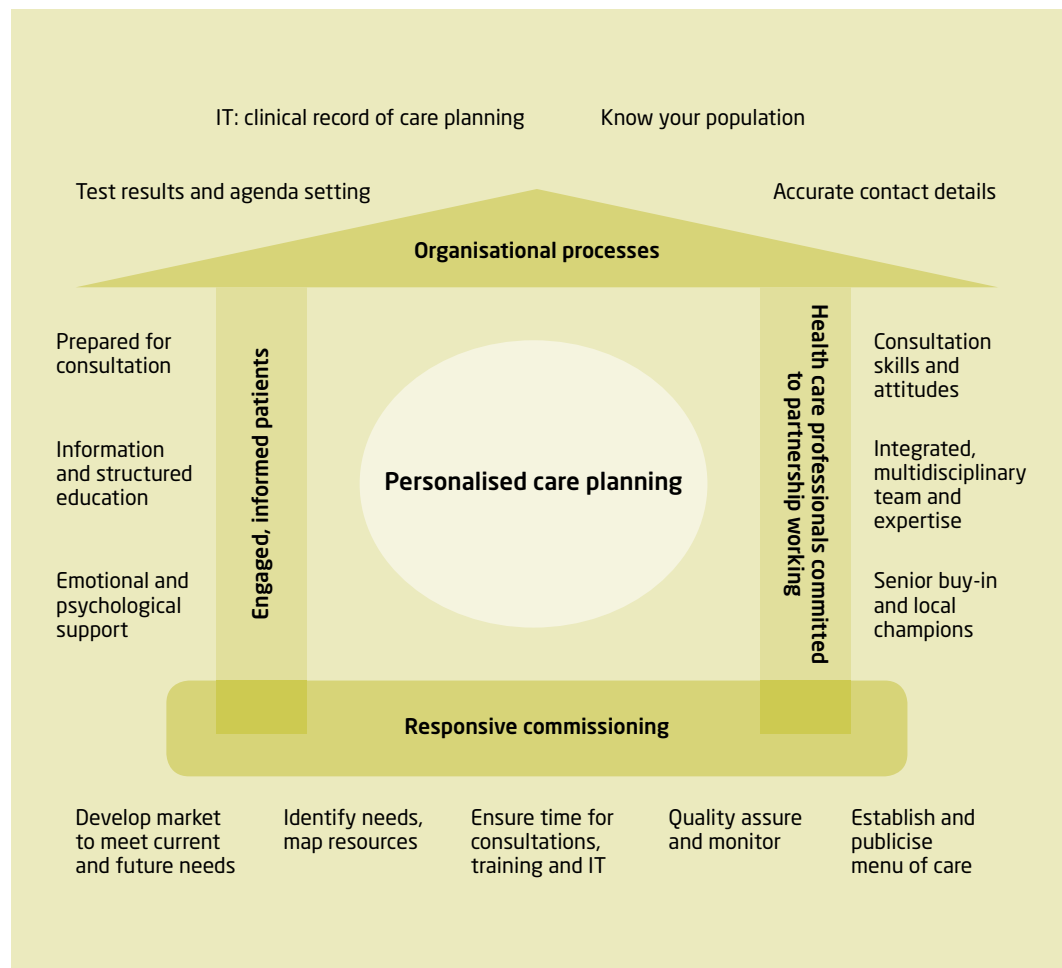 IT: clinical record of care planning
Know your population
Test results and agenda setting
Accurate contact details
Organisational processes
Prepared for
consultation
Information
and structured
education
Emotional and
psychological
support
Engaged, informed patients
Personalised care planning
Health care professionals committed
to partnership working
Consultation
skills and
attitudes
Integrated,
multidisciplinary
team and
expertise
Senior buy-in
and local
champions
Responsive commissioning
Develop market
to meet current
and future needs
Identify needs,
map resources
Ensure time for
consultations,
training and IT
Quality assure
and monitor
Establish and
publicise
menu of care